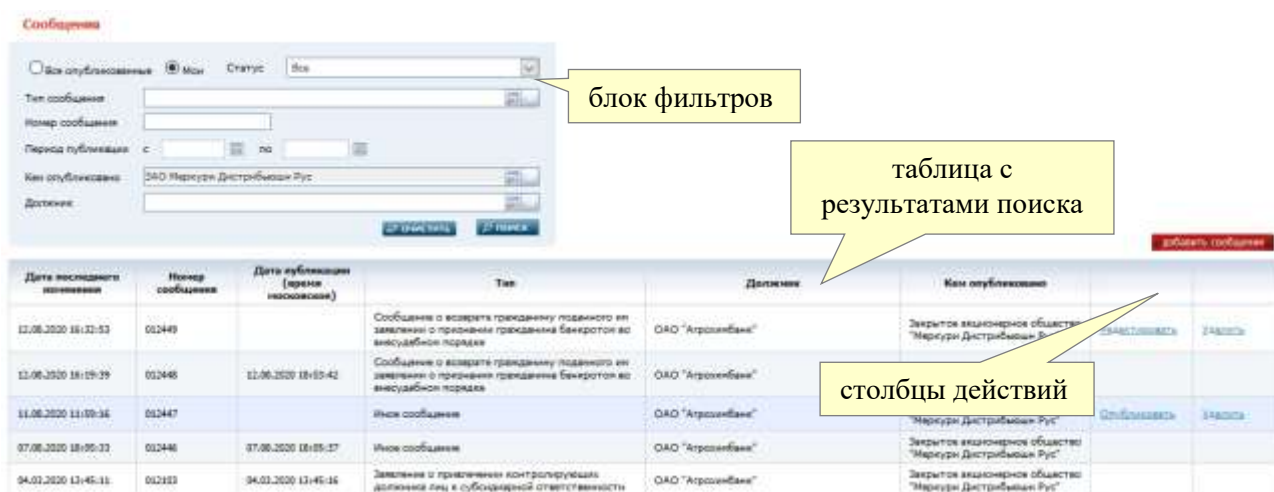 Сообщения
Все опубликованные Мои Статус Все
блок фильтров
Тип сообщения
Номер сообщения
Период публикации с по
таблица с
результатами поиска
Кем опубликовано ЗАО Меркури Дистрибьюшн Рус
Должник
ОЧИСТИТЬ ПОИСК
добавить сообщение
Дата последнего изменения Номер сообщения Дата публикации (время московское) Тип Должник Кем опубликовано
12.08.2020 16:32:53 012449 Сообщение о возврате гражданину поданного им заявления о признании гражданина банкротом во внесудебном порядке ОАО "Агрохимбанк" Закрытое акционерное общество "Меркури Дистрибьюшн Рус" Редактировать Удалить
12.08.2020 16:19:39 012448 12.08.2020 18:03:42 Сообщение о возврате гражданину поданного им заявления о признании гражданина банкротом во внесудебном порядке ОАО "Агрохимбанк"
столбцы действий
11.08.2020 11:59:16 012447 Иное сообщение ОАО "Агрохимбанк" "Меркури Дистрибьюшн Рус" Опубликовать Удалить
07.08.2020 18:05:33 012446 07.08.2020 18:05:57 Иное сообщение ОАО "Агрохимбанк" Закрытое акционерное общество "Меркури Дистрибьюшн Рус"
04.03.2020 13:45:11 012103 04.03.2020 13:45:16 Заявление о привлечении контролирующих должника лиц к субсидиарной ответственности ОАО "Агрохимбанк" Закрытое акционерное общество "Меркури Дистрибьюшн Рус"